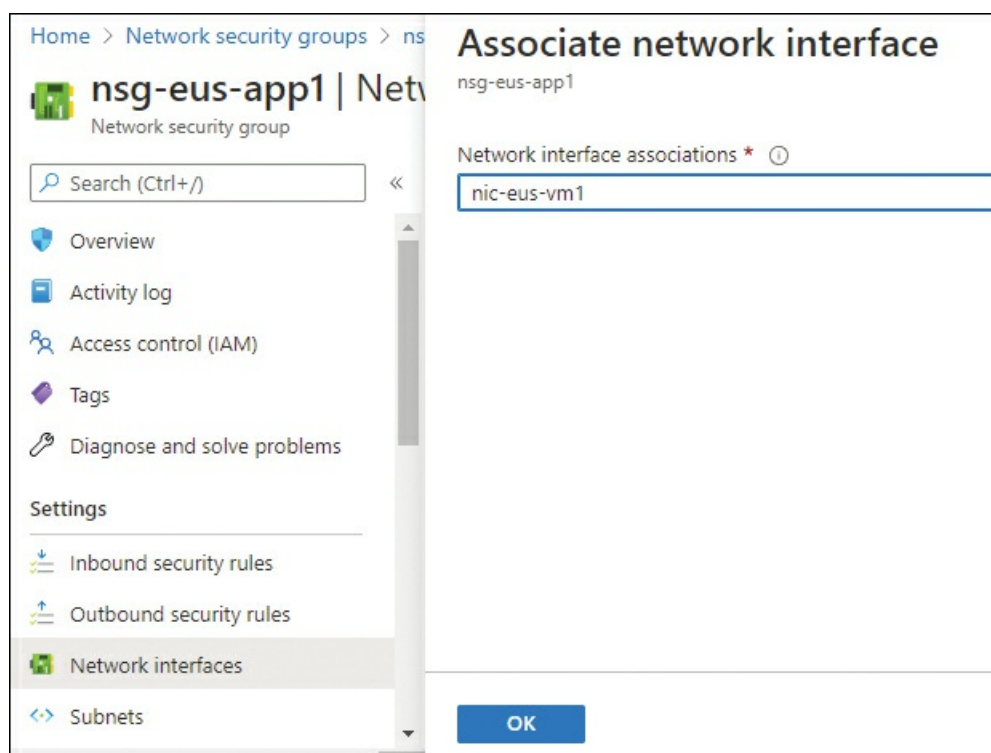 Home > Network security groups > ns
nsg-eus-app1 | Netw
Network security group
Search (Ctrl+/)
«
Overview
Activity log
Access control (IAM)
Tags
Diagnose and solve problems
Settings
Inbound security rules
Outbound security rules
Network interfaces
Subnets
Associate network interface
nsg-eus-app1
Network interface associations *
nic-eus-vm1
OK